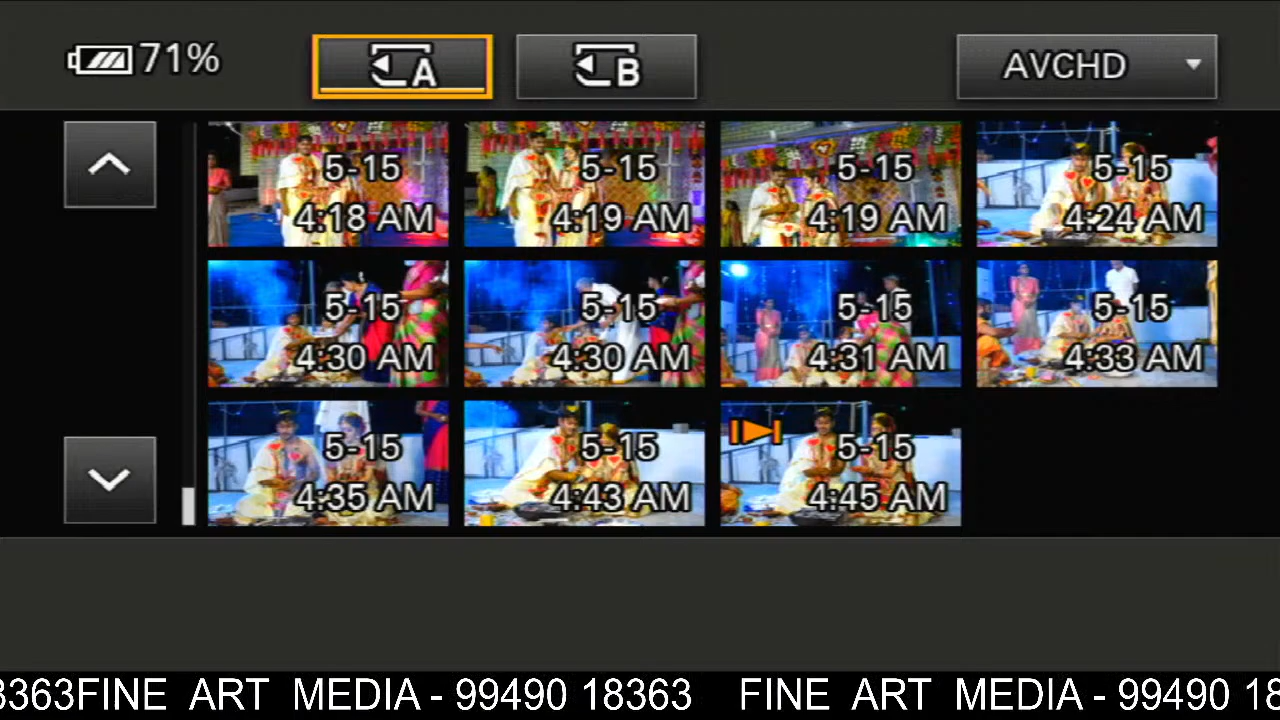 71%
A
B
AVCHD
5-15
4:18 AM
5-15
4:19 AM
5-15
4:19 AM
5-15
4:24 AM
5-15
4:30 AM
5-15
4:30 AM
5-15
4:31 AM
5-15
4:33 AM
5-15
4:35 AM
5-15
4:43 AM
5-15
4:45 AM
8363FINE ART MEDIA - 99490 18363 FINE ART MEDIA - 99490 18